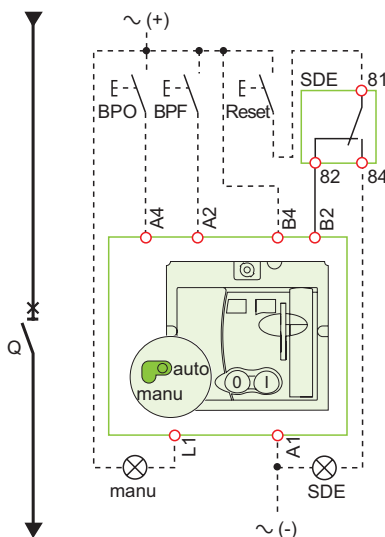 ∼ (+)
SDE 81
BPO BPF Reset
82 84
A4 A2 B4 B2
Q
auto
manu
0 I
L1 A1
manu SDE
∼ (-)